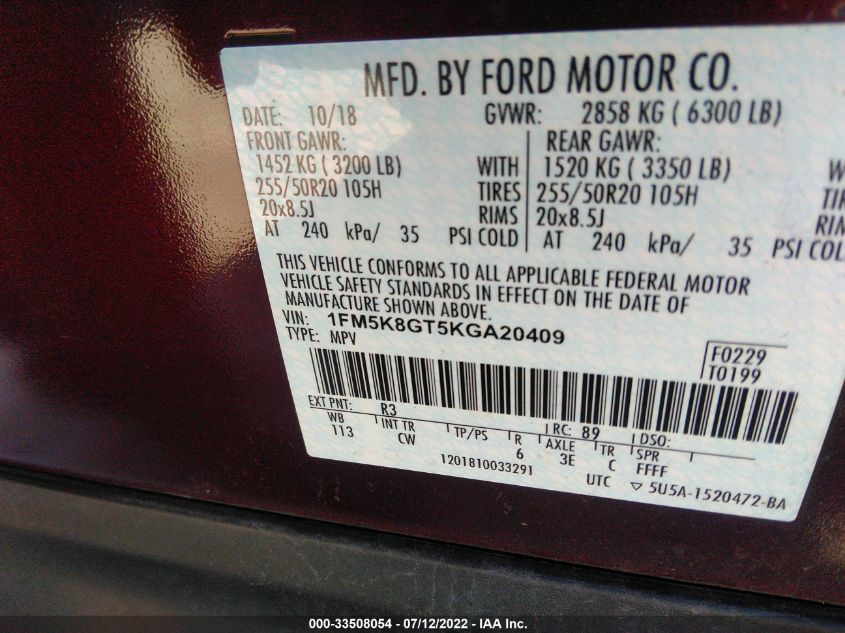 MFD. BY FORD MOTOR CO.
DATE: 10/18 GVWR: 2858 KG ( 6300 LB)
FRONT GAWR: REAR GAWR:
1452 KG ( 3200 LB) WITH 1520 KG ( 3350 LB)
255/50R20 105H TIRES 255/50R20 105H
20x8.5J RIMS 20x8.5J
AT 240 kPa/ 35 PSI COLD AT 240 kPa/ 35 PSI COL
THIS VEHICLE CONFORMS TO ALL APPLICABLE FEDERAL MOTOR
VEHICLE SAFETY STANDARDS IN EFFECT ON THE DATE OF
MANUFACTURE SHOWN ABOVE.
VIN: 1FM5K8GT5KGA20409
TYPE: MPV
F0229
T0199
EXT PNT: R3 RC: 89 DSO:
WB INT TR TP/PS R AXLE TR SPR
113 CW 6 3E C FFFF
1201810033291 UTC ▽ 5U5A-1520472-BA
000-33508054 - 07/12/2022 - IAA Inc.